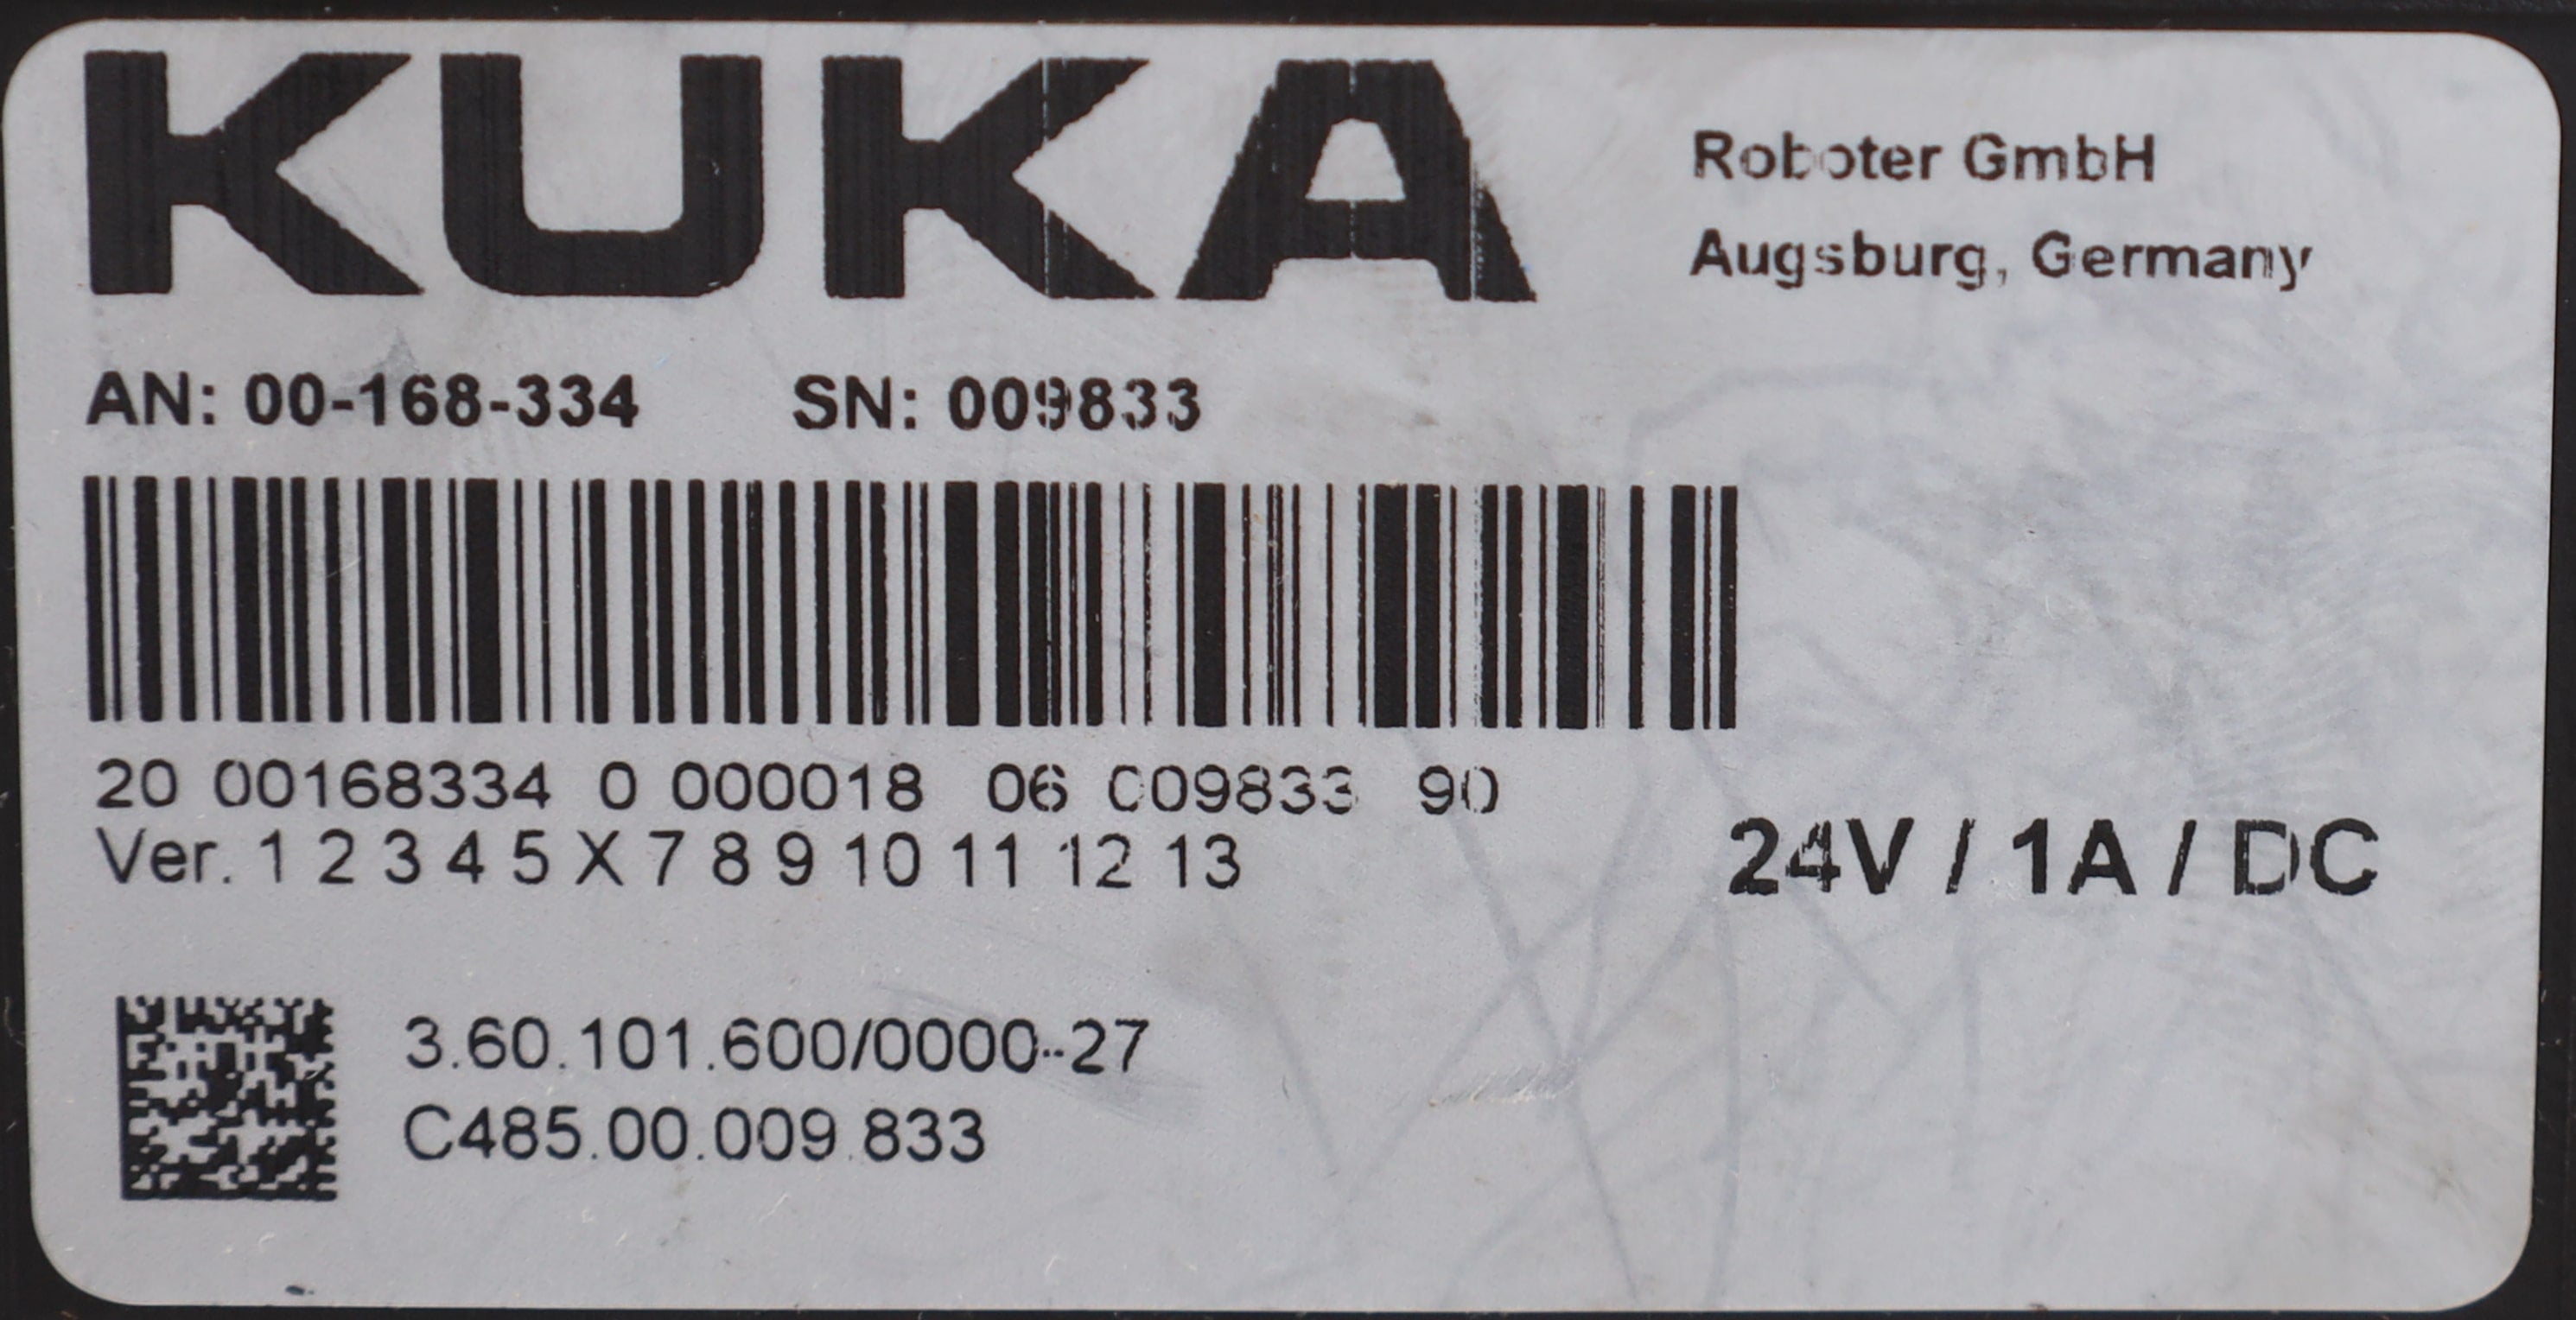 KUKA
Roboter GmbH
Augsburg, Germany
AN: 00-168-334 SN: 009833
20 00168334 0 000018 06 009833 90
Ver. 1 2 3 4 5 X 7 8 9 10 11 12 13
24V / 1A / DC
3.60.101.600/0000-27
C485.00.009.833